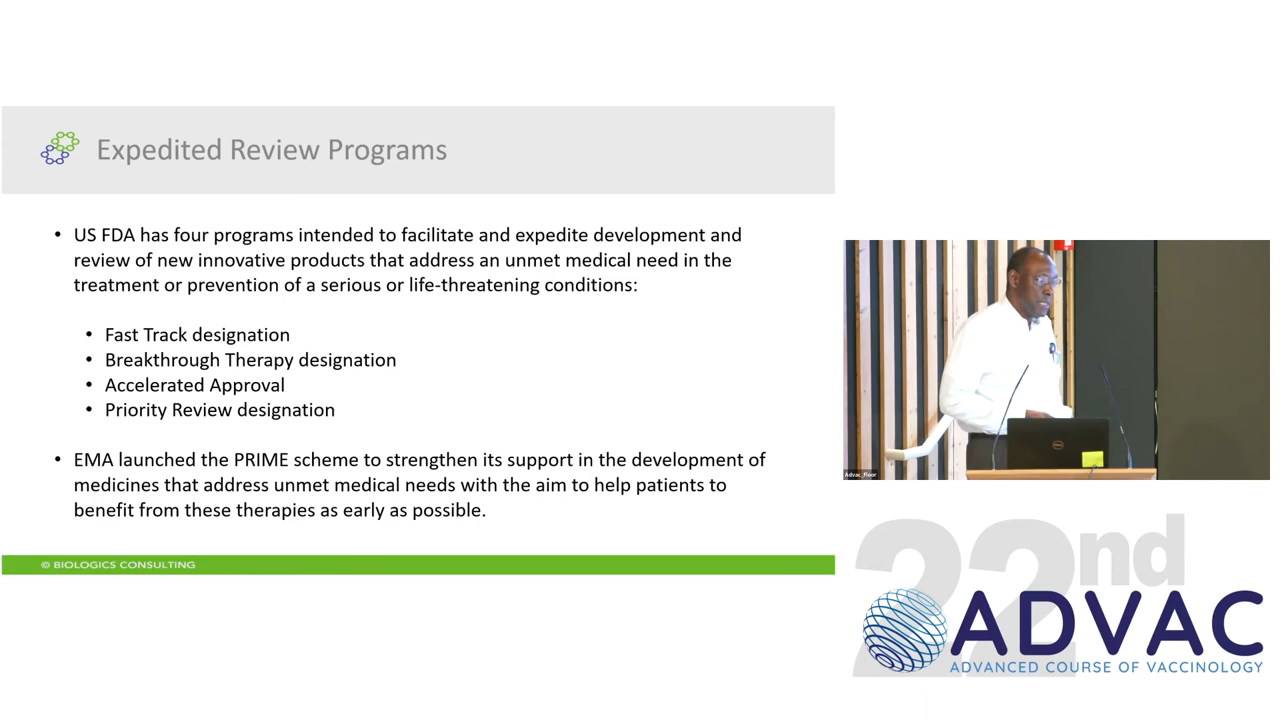 Expedited Review Programs
• US FDA has four programs intended to facilitate and expedite development and
review of new innovative products that address an unmet medical need in the
treatment or prevention of a serious or life-threatening conditions:
• Fast Track designation
• Breakthrough Therapy designation
• Accelerated Approval
• Priority Review designation
• EMA launched the PRIME scheme to strengthen its support in the development of
medicines that address unmet medical needs with the aim to help patients to
benefit from these therapies as early as possible.
© BIOLOGICS CONSULTING
DELL
Advac_floor
22nd
ADVAC
ADVANCED COURSE OF VACCINOLOGY